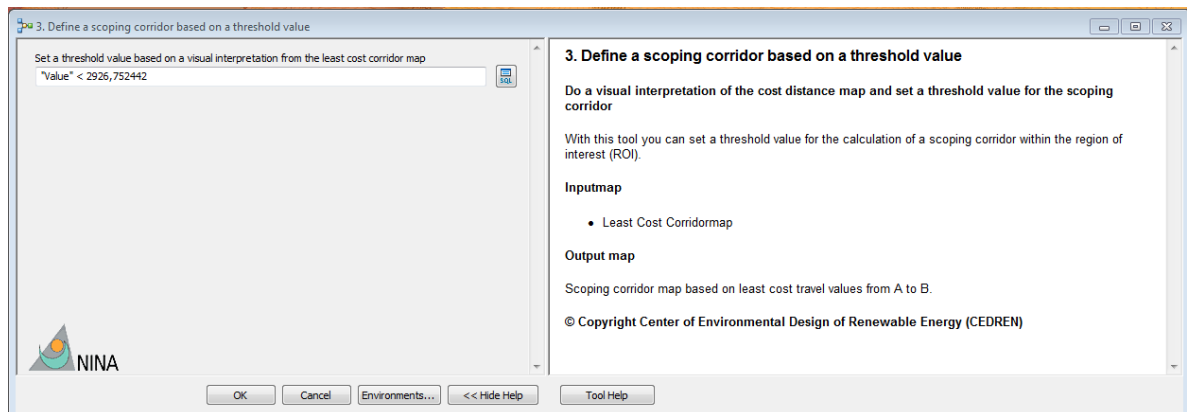 3. Define a scoping corridor based on a threshold value
Set a threshold value based on a visual interpretation from the least cost corridor map
"Value" < 2926,752442
SQL
NINA
3. Define a scoping corridor based on a threshold value
Do a visual interpretation of the cost distance map and set a threshold value for the scoping
corridor
With this tool you can set a threshold value for the calculation of a scoping corridor within the region of
interest (ROI).
Inputmap
• Least Cost Corridormap
Output map
Scoping corridor map based on least cost travel values from A to B.
© Copyright Center of Environmental Design of Renewable Energy (CEDREN)
OK Cancel Environments... << Hide Help Tool Help